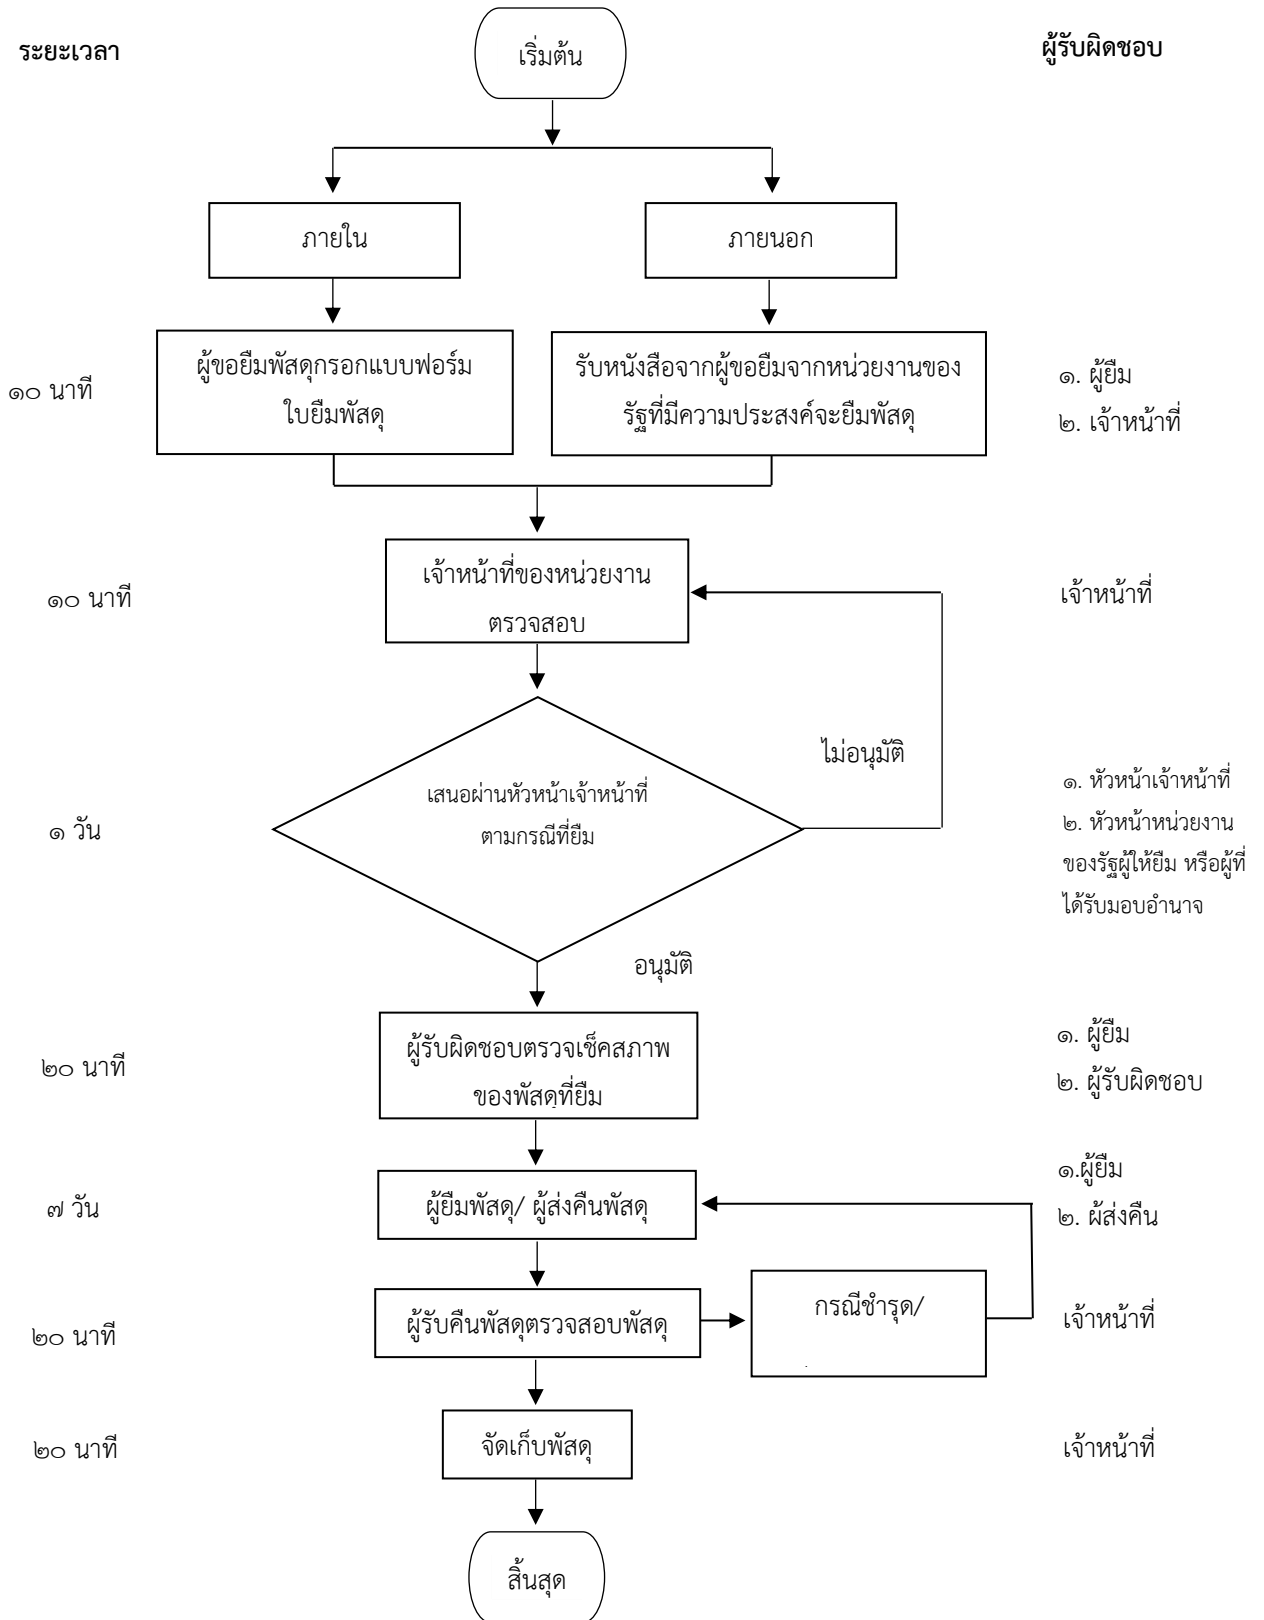 ระยะเวลา
เริ่มต้น
ผู้รับผิดชอบ
ภายใน
ภายนอก
๑๐ นาที
ผู้ขอยืมพัสดุกรอกแบบฟอร์ม
ใบยืมพัสดุ
รับหนังสือจากผู้ขอยืมจากหน่วยงานของ
รัฐที่มีความประสงค์จะยืมพัสดุ
๑. ผู้ยืม
๒. เจ้าหน้าที่
๑๐ นาที
เจ้าหน้าที่ของหน่วยงาน
ตรวจสอบ
เจ้าหน้าที่
ไม่อนุมัติ
๑ วัน
เสนอผ่านหัวหน้าเจ้าหน้าที่
ตามกรณีที่ยืม
๑. หัวหน้าเจ้าหน้าที่
๒. หัวหน้าหน่วยงาน
ของรัฐผู้ให้ยืม หรือผู้ที่
ได้รับมอบอำนาจ
อนุมัติ
๒๐ นาที
ผู้รับผิดชอบตรวจเช็คสภาพ
ของพัสดุที่ยืม
๑. ผู้ยืม
๒. ผู้รับผิดชอบ
๗ วัน
ผู้ยืมพัสดุ/ ผู้ส่งคืนพัสดุ
๑.ผู้ยืม
๒. ผู้ส่งคืน
๒๐ นาที
ผู้รับคืนพัสดุตรวจสอบพัสดุ
กรณีชำรุด/
เจ้าหน้าที่
๒๐ นาที
จัดเก็บพัสดุ
เจ้าหน้าที่
สิ้นสุด